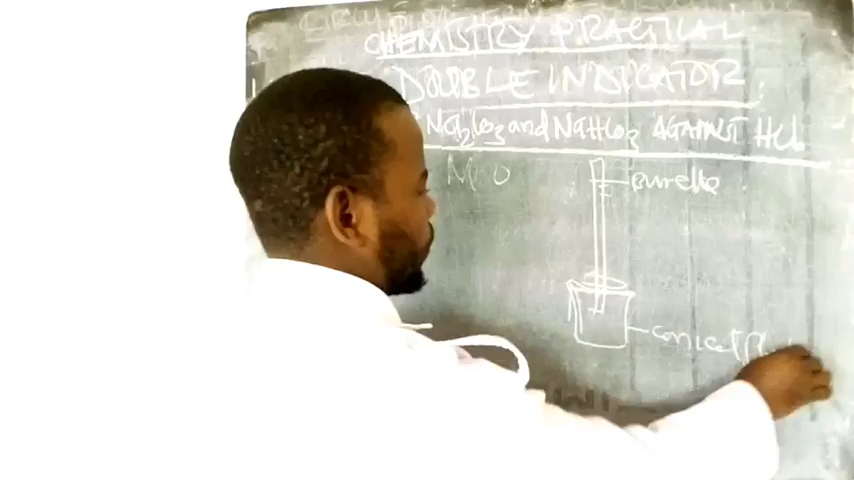 CHEMISTRY PRACTICAL
DOUBLE INDICATOR
Na2CO3 and NaHCO3 AGAINST HCL
Burette
conical